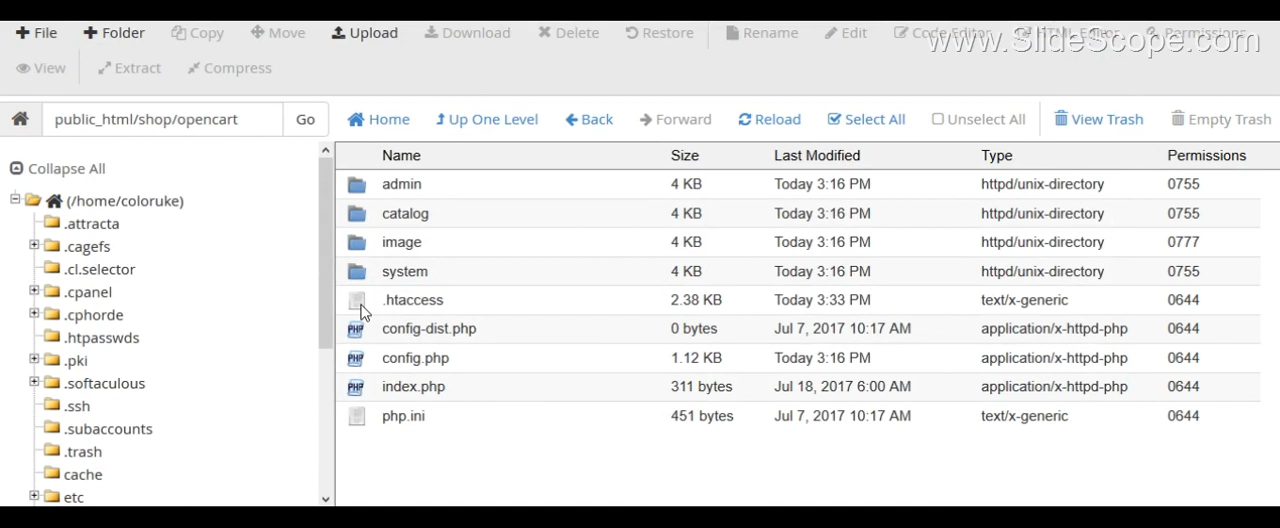 File Folder Copy Move Upload Download Delete Restore Rename Edit Code Editor HTML Editor Permissions
www.SlideScope.com
View Extract Compress
public_html/shop/opencart Go Home Up One Level Back Forward Reload Select All Unselect All View Trash Empty Trash
Collapse All
(/home/coloruke)
.attracta
.cagefs
.cl.selector
.cpanel
.cphorde
.htpasswds
.pki
.softaculous
.ssh
.subaccounts
.trash
cache
etc
Name Size Last Modified Type Permissions
admin 4 KB Today 3:16 PM httpd/unix-directory 0755
catalog 4 KB Today 3:16 PM httpd/unix-directory 0755
image 4 KB Today 3:16 PM httpd/unix-directory 0777
system 4 KB Today 3:16 PM httpd/unix-directory 0755
.htaccess 2.38 KB Today 3:33 PM text/x-generic 0644
PHP config-dist.php 0 bytes Jul 7, 2017 10:17 AM application/x-httpd-php 0644
PHP config.php 1.12 KB Today 3:16 PM application/x-httpd-php 0644
PHP index.php 311 bytes Jul 18, 2017 6:00 AM application/x-httpd-php 0644
php.ini 451 bytes Jul 7, 2017 10:17 AM text/x-generic 0644